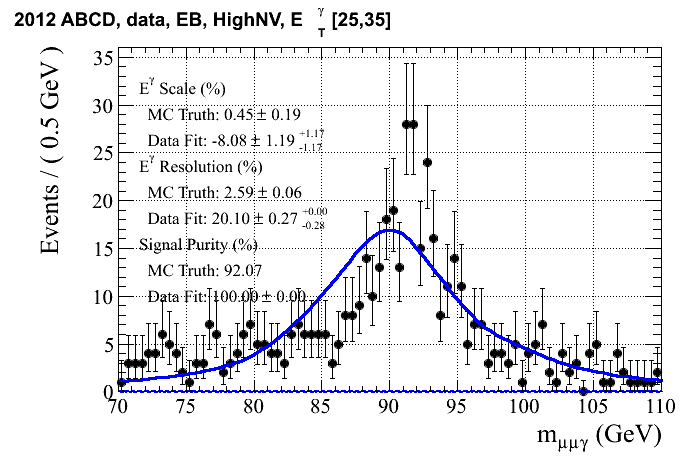 2012 ABCD, data, EB, HighNV, E_T^γ [25,35]
Events / ( 0.5 GeV )
35
30
25
20
15
10
5
0
E^γ Scale (%)
MC Truth: 0.45 ± 0.19
Data Fit: -8.08 ± 1.19 +1.17 -1.17
E^γ Resolution (%)
MC Truth: 2.59 ± 0.06
Data Fit: 20.10 ± 0.27 +0.00 -0.28
Signal Purity (%)
MC Truth: 92.07
Data Fit: 100.00 ± 0.00
70 75 80 85 90 95 100 105 110
m_μμγ (GeV)